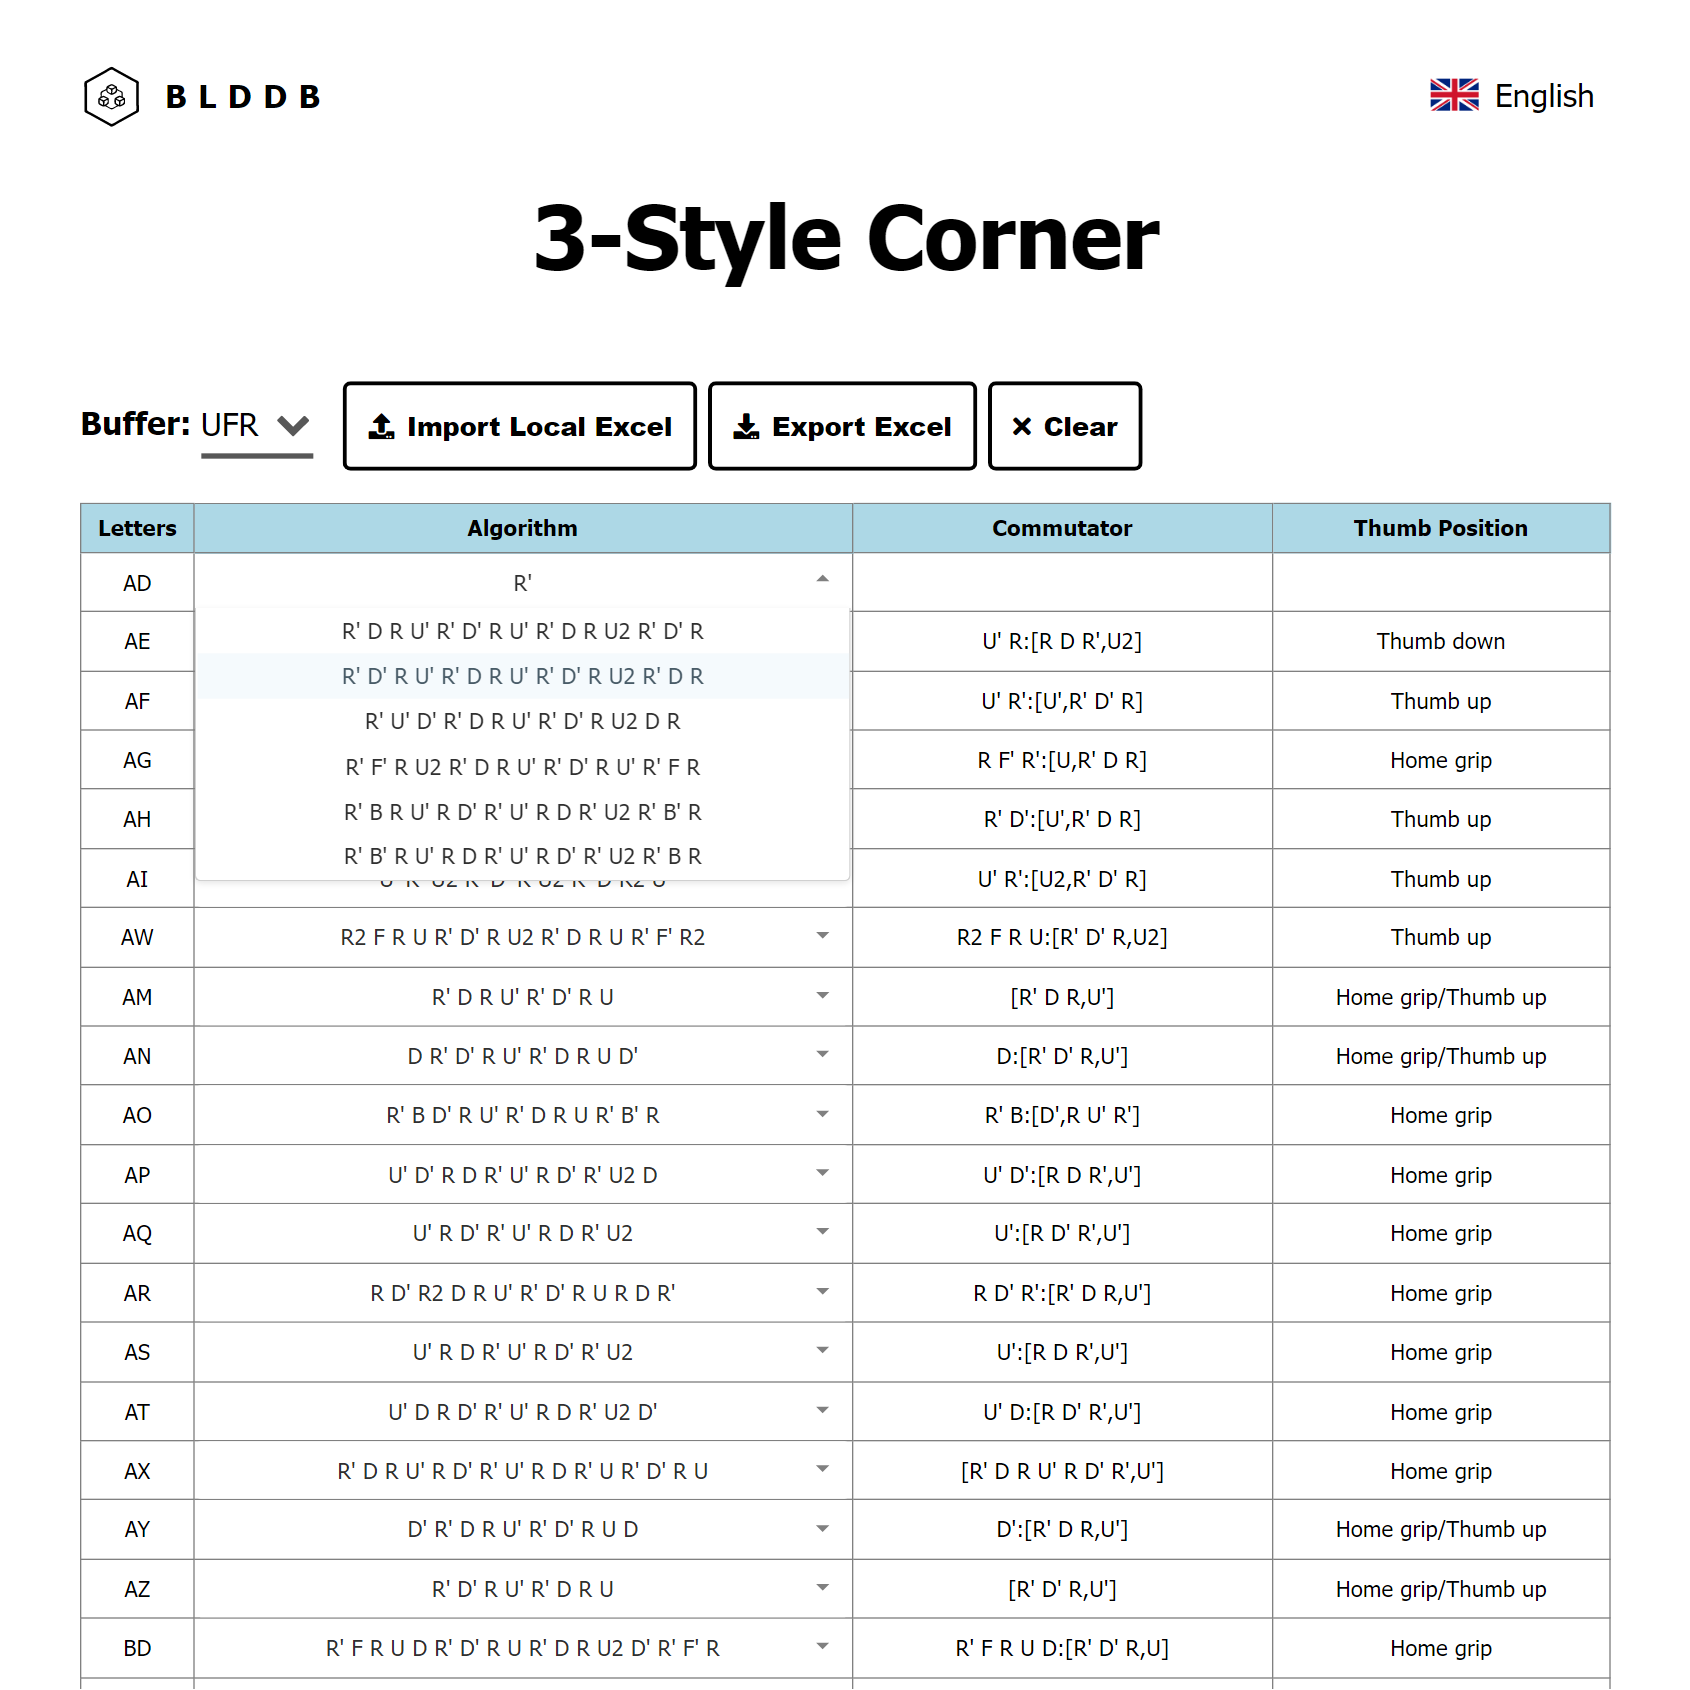 BLDDB
English
3-Style Corner
Buffer: UFR Import Local Excel Export Excel Clear
Letters Algorithm Commutator Thumb Position
AD R'
R' D R U' R' D' R U' R' D R U2 R' D' R
AE U' R:[R D R',U2] Thumb down
R' D' R U' R' D R U' R' D' R U2 R' D R
AF U' R':[U',R' D' R] Thumb up
R' U' D' R' D R U' R' D' R U2 D R
AG R F' R':[U,R' D R] Home grip
R' F' R U2 R' D R U' R' D' R U' R' F R
AH R' D':[U',R' D R] Thumb up
R' B R U' R D' R' U' R D R' U2 R' B' R
R' B' R U' R D R' U' R D' R' U2 R' B R
AI U' R':[U2,R' D' R] Thumb up
AW R2 F R U R' D' R U2 R' D R U R' F' R2 R2 F R U:[R' D' R,U2] Thumb up
AM R' D R U' R' D' R U [R' D R,U'] Home grip/Thumb up
AN D R' D' R U' R' D R U D' D:[R' D' R,U'] Home grip/Thumb up
AO R' B D' R U' R' D R U R' B' R R' B:[D',R U' R'] Home grip
AP U' D' R D R' U' R D' R' U2 D U' D':[R D R',U'] Home grip
AQ U' R D' R' U' R D R' U2 U':[R D' R',U'] Home grip
AR R D' R2 D R U' R' D' R U R D R' R D' R':[R' D R,U'] Home grip
AS U' R D R' U' R D' R' U2 U':[R D R',U'] Home grip
AT U' D R D' R' U' R D R' U2 D' U' D:[R D' R',U'] Home grip
AX R' D R U' R D' R' U' R D R' U R' D' R U [R' D R U' R D' R',U'] Home grip
AY D' R' D R U' R' D' R U D D':[R' D R,U'] Home grip/Thumb up
AZ R' D' R U' R' D R U [R' D' R,U'] Home grip/Thumb up
BD R' F R U D R' D' R U R' D R U2 D' R' F' R R' F R U D:[R' D' R,U] Home grip